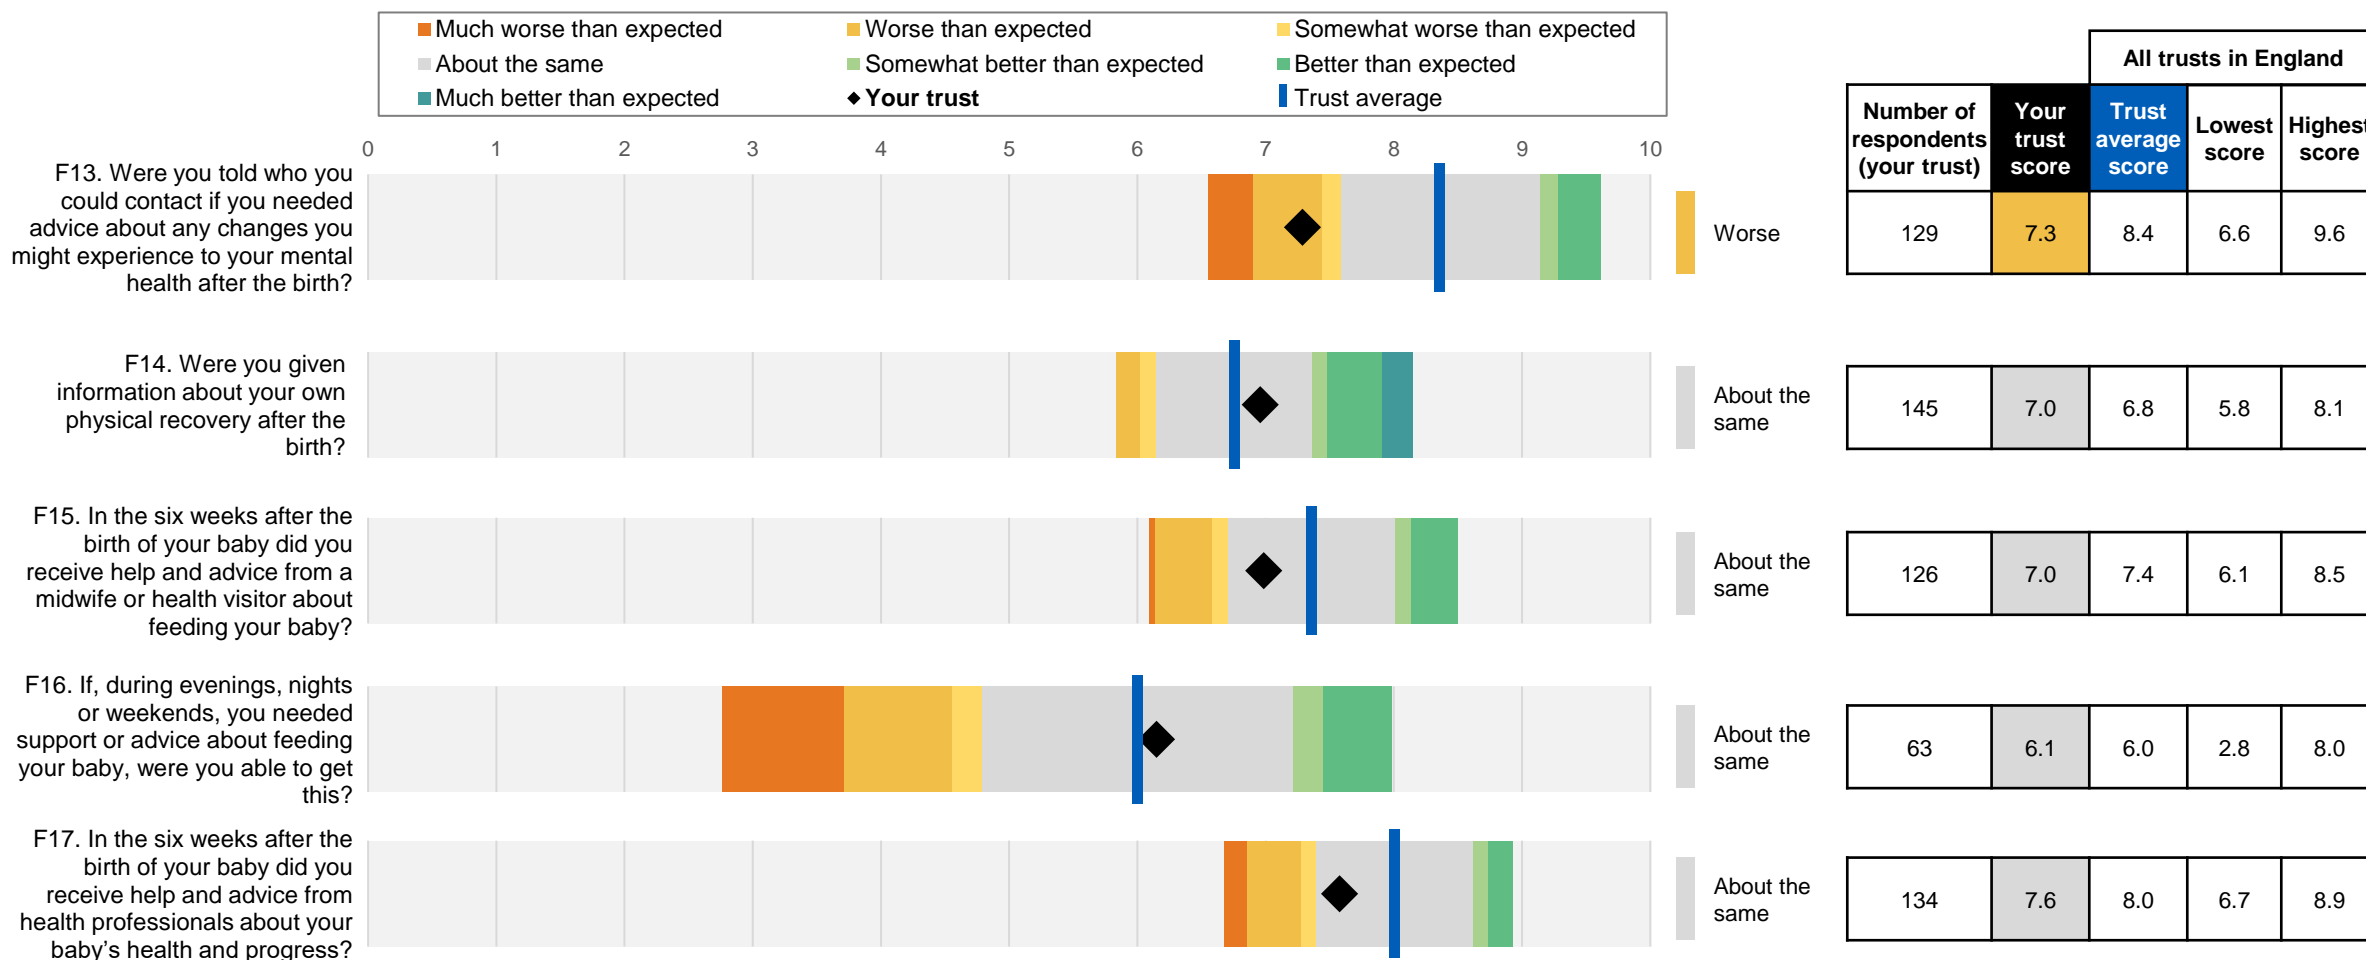 Much worse than expected
Worse than expected
Somewhat worse than expected
About the same
Somewhat better than expected
Better than expected
Much better than expected
Your trust
Trust average
All trusts in England
Number of respondents (your trust)
Your trust score
Trust average score
Lowest score
Highest score
0 1 2 3 4 5 6 7 8 9 10
F13. Were you told who you
could contact if you needed
advice about any changes you
might experience to your mental
health after the birth?
Worse
129 7.3 8.4 6.6 9.6
F14. Were you given
information about your own
physical recovery after the
birth?
About the
same
145 7.0 6.8 5.8 8.1
F15. In the six weeks after the
birth of your baby did you
receive help and advice from a
midwife or health visitor about
feeding your baby?
About the
same
126 7.0 7.4 6.1 8.5
F16. If, during evenings, nights
or weekends, you needed
support or advice about feeding
your baby, were you able to get
this?
About the
same
63 6.1 6.0 2.8 8.0
F17. In the six weeks after the
birth of your baby did you
receive help and advice from
health professionals about your
baby's health and progress?
About the
same
134 7.6 8.0 6.7 8.9